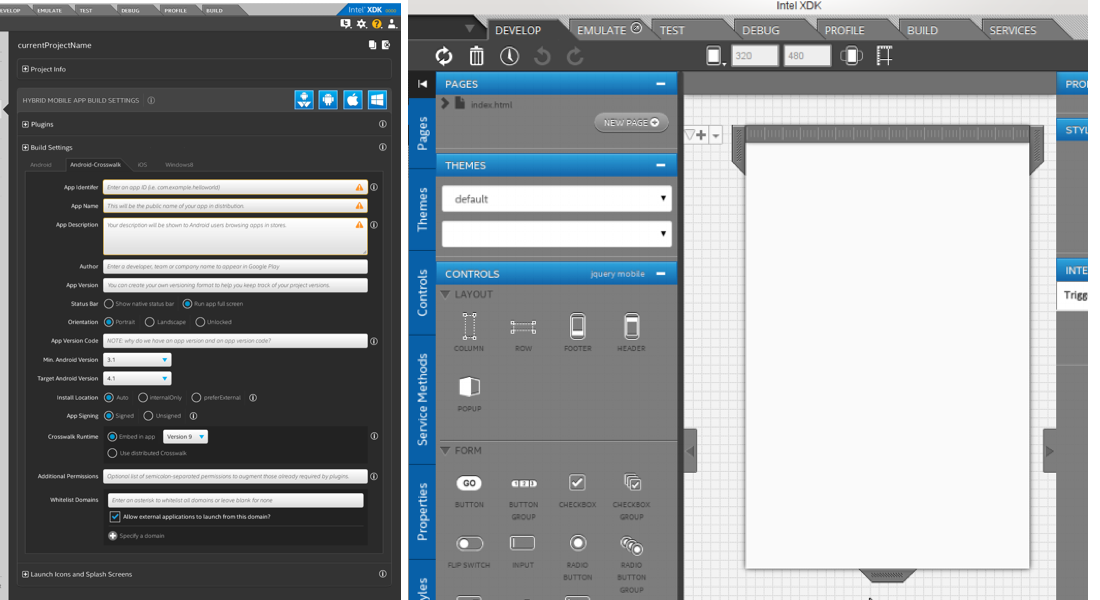 EVELOP EMULATE TEST DEBUG PROFILE BUILD Intel XDK
currentProjectName
Project Info
HYBRID MOBILE APP BUILD SETTINGS
Plugins
Build Settings
Android Android-Crosswalk iOS Windows8
App Identifer Enter an app ID (i.e. com.example.helloworld)
App Name This will be the public name of your app in distribution.
App Description Your description will be shown to Android users browsing apps in stores.
Author Enter a developer, team or company name to appear in Google Play
App Version You can create your own versioning format to help you keep track of your project versions.
Status Bar Show native status bar Run app full screen
Orientation Portrait Landscape Unlocked
App Version Code NOTE: why do we have an app version and an app version code?
Min. Android Version 3.1
Target Android Version 4.1
Install Location Auto internalOnly preferExternal
App Signing Signed Unsigned
Crosswalk Runtime Embed in app Version 9
Use distributed Crosswalk
Additional Permissions Optional list of semicolon-separated permissions to augment those already required by plugins.
Whitelist Domains Enter an asterisk to whitelist all domains or leave blank for none
Allow external applications to launch from this domain?
Specify a domain
Launch Icons and Splash Screens
Intel XDK
DEVELOP EMULATE TEST DEBUG PROFILE BUILD SERVICES
320 480
Pages
Themes
Controls
Service Methods
Properties
yles
PAGES
index.html
NEW PAGE
THEMES
default
CONTROLS jquery mobile
LAYOUT
COLUMN ROW FOOTER HEADER
POPUP
FORM
GO 1 2 3
BUTTON BUTTON GROUP CHECKBOX CHECKBOX GROUP
FLIP SWITCH INPUT RADIO BUTTON RADIO BUTTON GROUP
PRO
STYL
INTE
Trigg